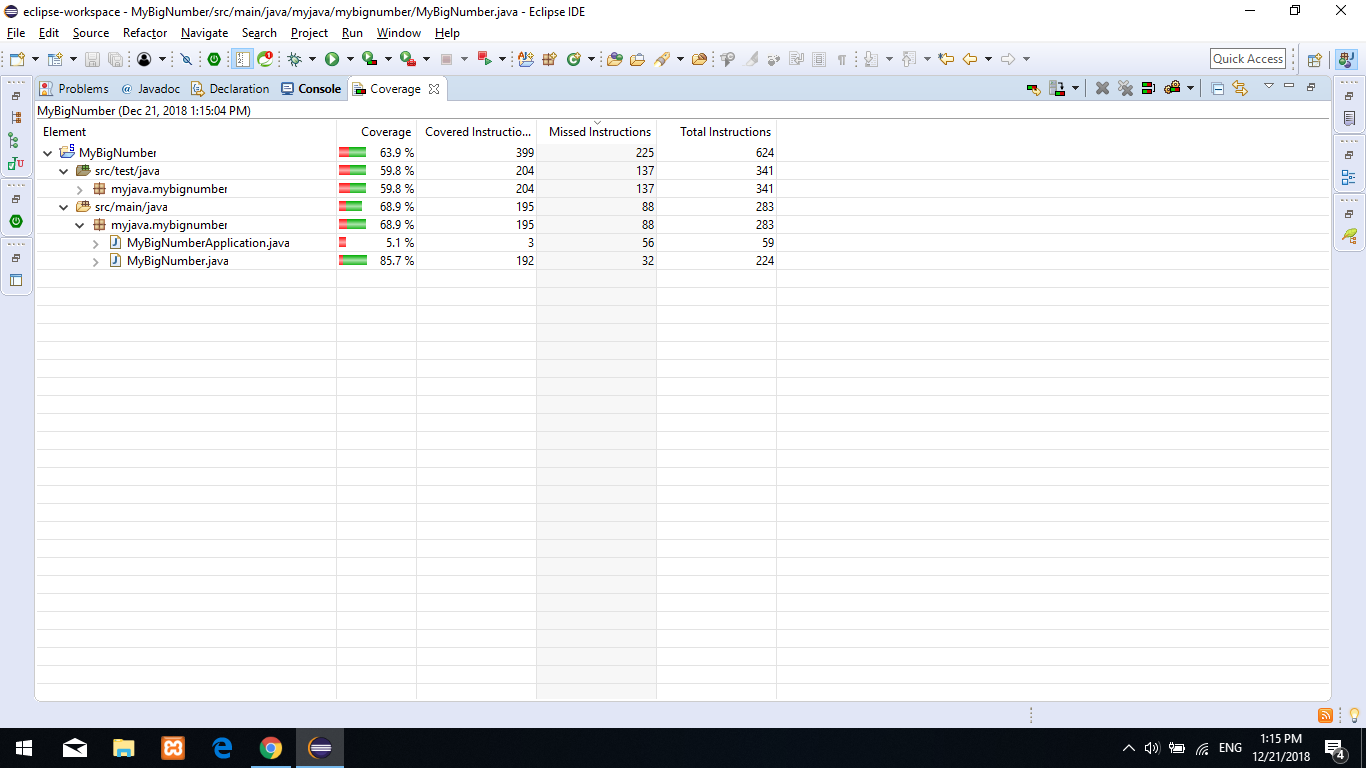 eclipse-workspace - MyBigNumber/src/main/java/myjava/mybignumber/MyBigNumber.java - Eclipse IDE
File Edit Source Refactor Navigate Search Project Run Window Help
Quick Access
Problems @ Javadoc Declaration Console Coverage
MyBigNumber (Dec 21, 2018 1:15:04 PM)
Element Coverage Covered Instructio... Missed Instructions Total Instructions
MyBigNumber 63.9 % 399 225 624
src/test/java 59.8 % 204 137 341
myjava.mybignumber 59.8 % 204 137 341
src/main/java 68.9 % 195 88 283
myjava.mybignumber 68.9 % 195 88 283
MyBigNumberApplication.java 5.1 % 3 56 59
MyBigNumber.java 85.7 % 192 32 224
ENG
1:15 PM
12/21/2018
4